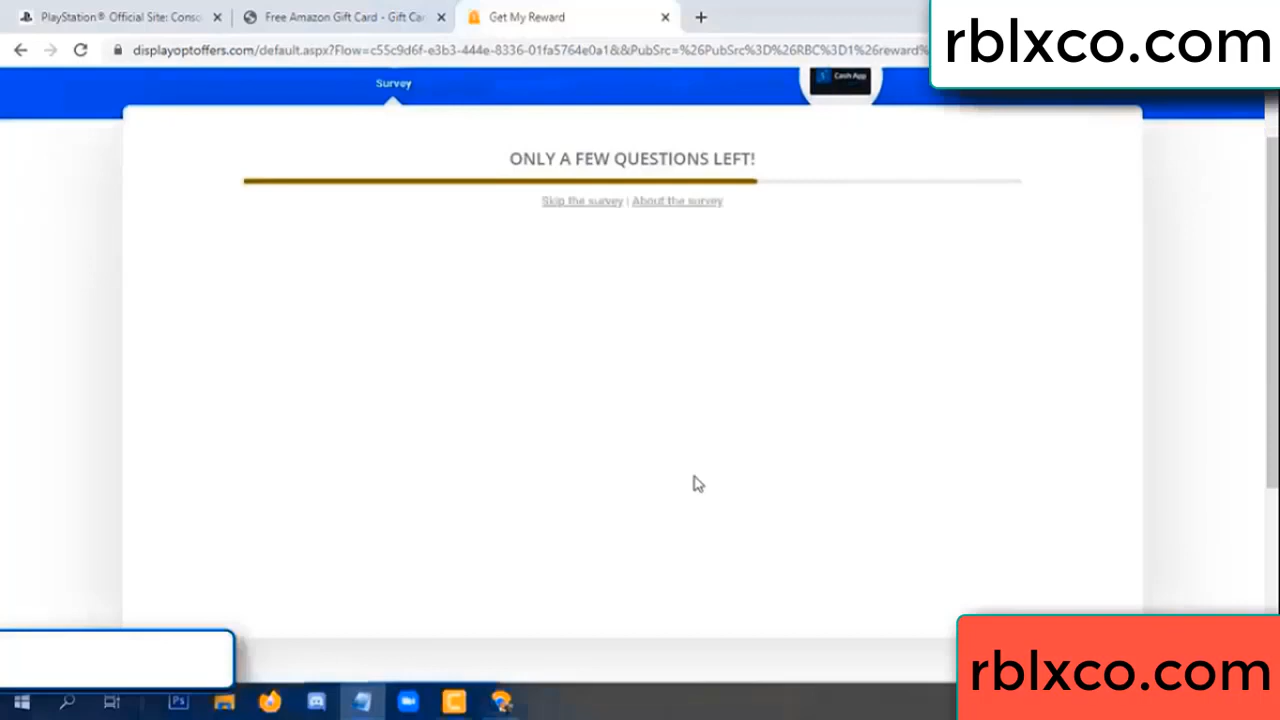 PlayStation® Official Site: Conso
Free Amazon Gift Card - Gift Car
Get My Reward
rblxco.com
displayoptoffers.com/default.aspx?Flow=c55c9d6f-e3b3-444e-8336-01fa5764e0a1&&PubSrc=%26PubSrc%3D%26RBC%3D1%26reward%
Survey
Cash App
ONLY A FEW QUESTIONS LEFT!
Skip the survey | About the survey
rblxco.com
Ps